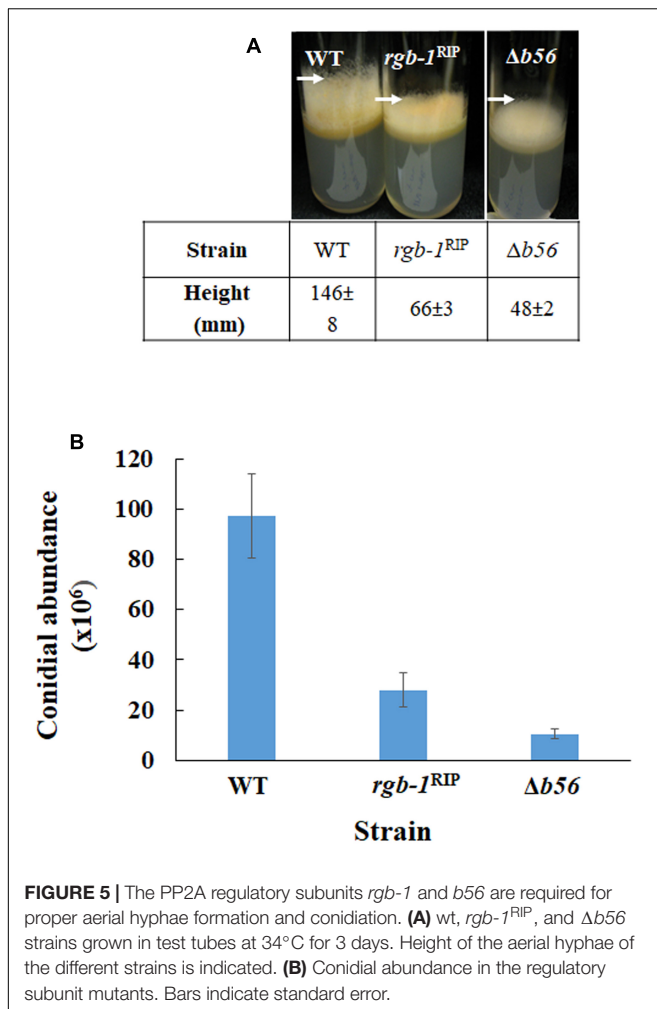 A
WT
rgb-1RIP
Δb56
Strain WT rgb-1RIP Δb56
Height (mm) 146± 8 66±3 48±2
B
Conidial abundance (x10⁶)
120
100
80
60
40
20
0
WT rgb-1RIP Δb56
Strain
FIGURE 5 | The PP2A regulatory subunits rgb-1 and b56 are required for
proper aerial hyphae formation and conidiation. (A) wt, rgb-1RIP, and Δb56
strains grown in test tubes at 34°C for 3 days. Height of the aerial hyphae of
the different strains is indicated. (B) Conidial abundance in the regulatory
subunit mutants. Bars indicate standard error.